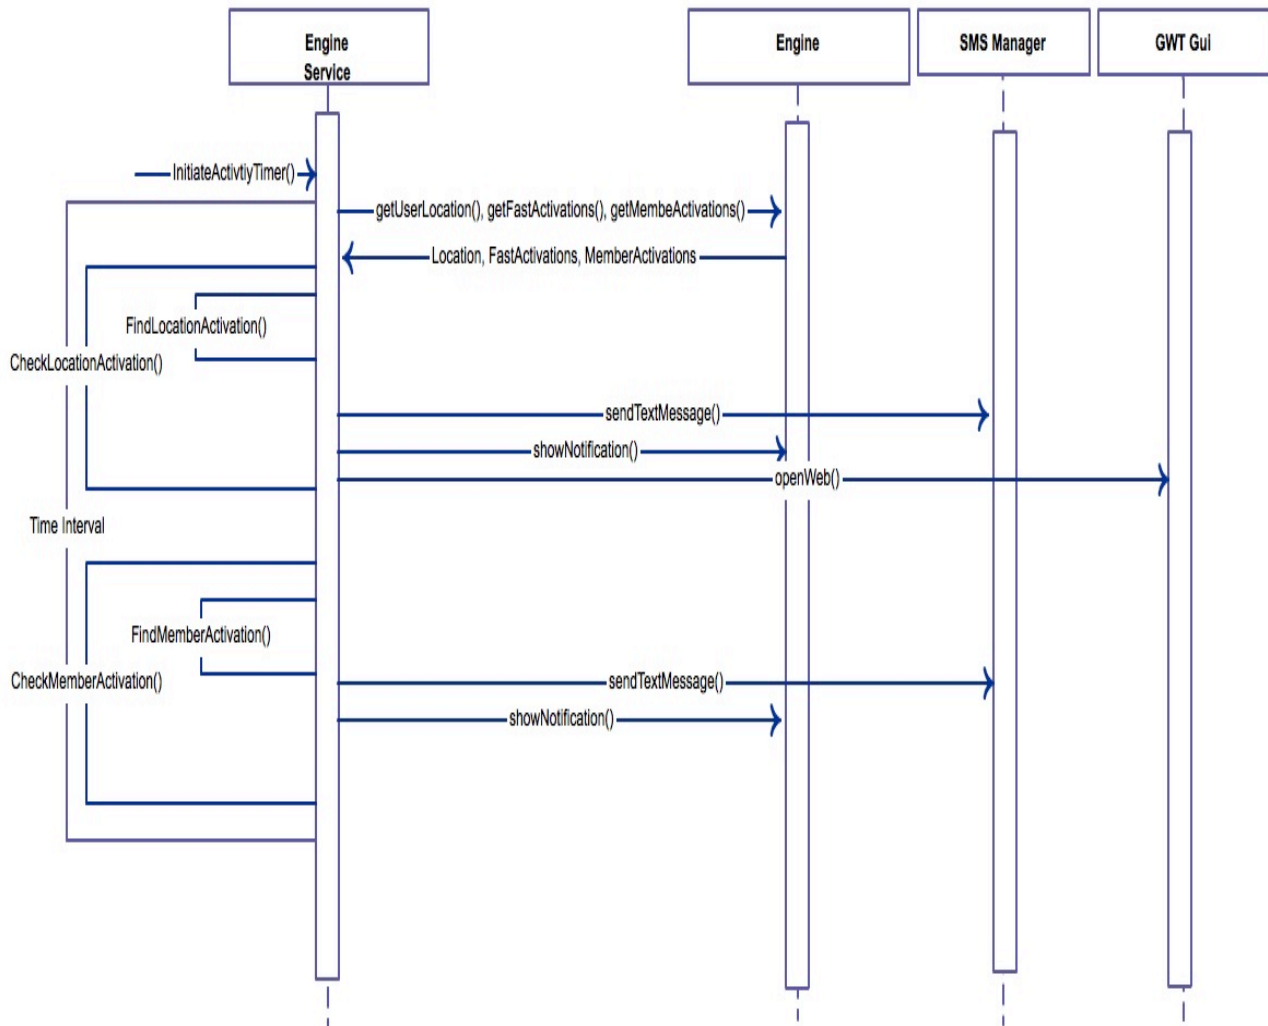 Engine
Service
Engine
SMS Manager
GWT Gui
InitiateActivtiyTimer()
getUserLocation(), getFastActivations(), getMembeActivations()
Location, FastActivations, MemberActivations
FindLocationActivation()
CheckLocationActivation()
sendTextMessage()
showNotification()
openWeb()
Time Interval
FindMemberActivation()
CheckMemberActivation()
sendTextMessage()
showNotification()